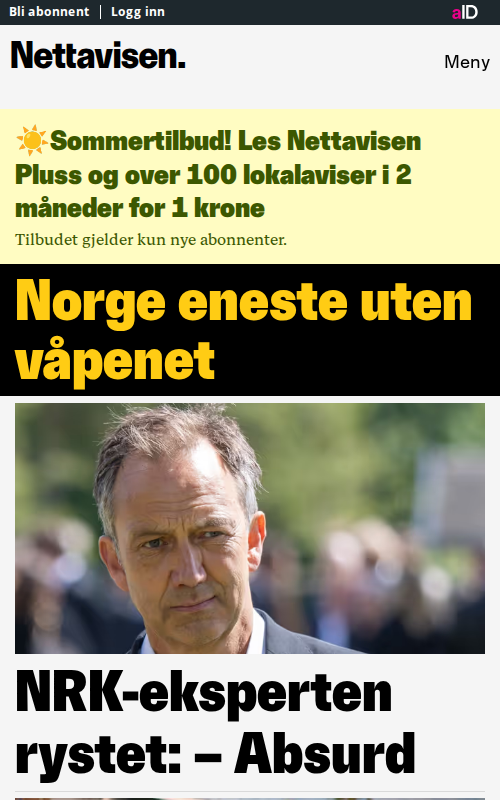 Bli abonnent | Logg inn
aID
Nettavisen.
Meny
☀️Sommertilbud! Les Nettavisen
Pluss og over 100 lokalaviser i 2
måneder for 1 krone
Tilbudet gjelder kun nye abonnenter.
Norge eneste uten
våpenet
NRK-eksperten
rystet: – Absurd